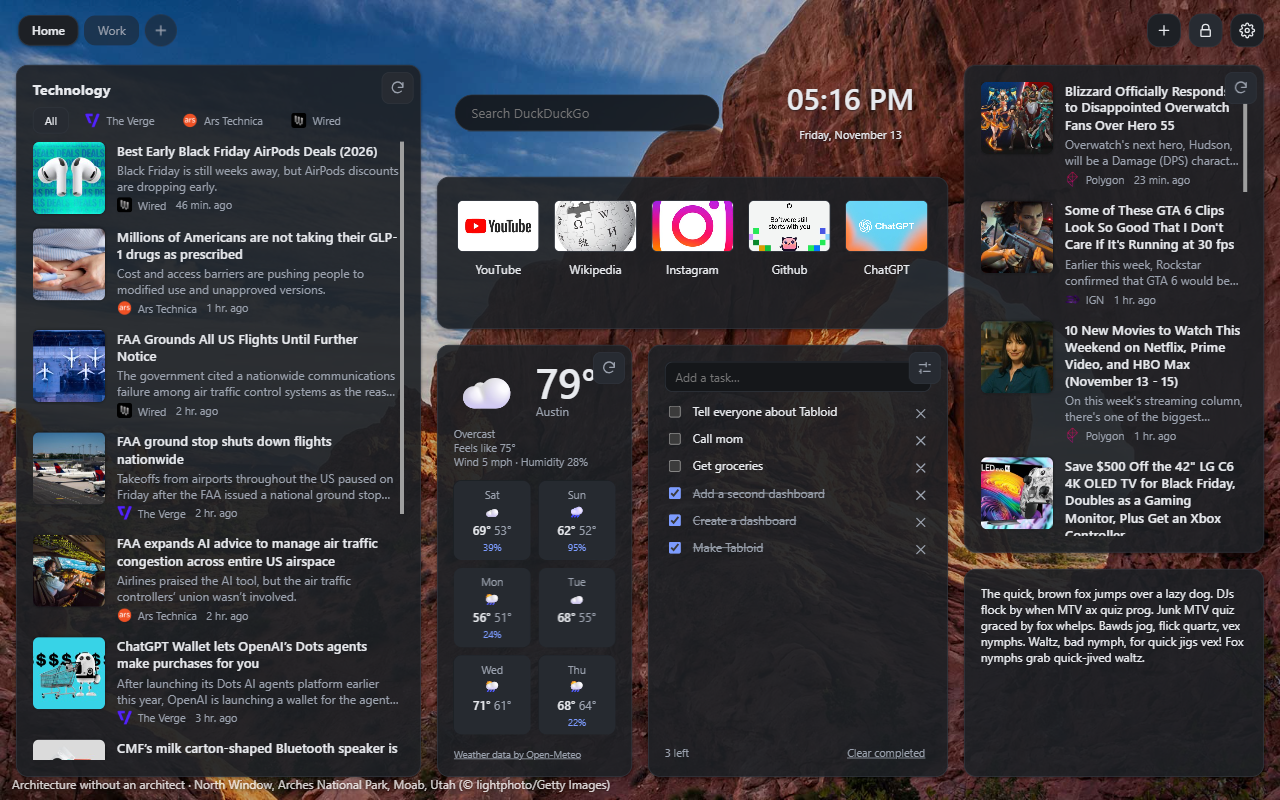 Home
Work
Technology
All
The Verge
Ars Technica
Wired
Best Early Black Friday AirPods Deals (2026)
Black Friday is still weeks away, but AirPods discounts
are dropping early.
Wired 46 min. ago
Millions of Americans are not taking their GLP-
1 drugs as prescribed
Cost and access barriers are pushing people to
modified use and unapproved versions.
Ars Technica 1 hr. ago
FAA Grounds All US Flights Until Further
Notice
The government cited a nationwide communications
failure among air traffic control systems as the reas...
Wired 2 hr. ago
FAA ground stop shuts down flights
nationwide
Takeoffs from airports throughout the US paused on
Friday after the FAA issued a national ground stop...
The Verge 2 hr. ago
FAA expands AI advice to manage air traffic
congestion across entire US airspace
Airlines praised the AI tool, but the air traffic
controllers' union wasn't involved.
Ars Technica 2 hr. ago
ChatGPT Wallet lets OpenAI's Dots agents
make purchases for you
After launching its Dots AI agents platform earlier
this year, OpenAI is launching a wallet for the agent...
The Verge 3 hr. ago
CMF's milk carton-shaped Bluetooth speaker is
Search DuckDuckGo
05:16 PM
Friday, November 13
YouTube
Software still
starts with you
ChatGPT
YouTube
Wikipedia
Instagram
Github
ChatGPT
79°
Austin
Overcast
Feels like 75°
Wind 5 mph · Humidity 28%
Sat
69° 53°
39%
Sun
62° 52°
95%
Mon
56° 51°
24%
Tue
68° 55°
Wed
71° 61°
Thu
68° 64°
22%
Weather data by Open-Meteo
Add a task...
Tell everyone about Tabloid
Call mom
Get groceries
Add a second dashboard
Create a dashboard
Make Tabloid
3 left
Clear completed
Blizzard Officially Responds
to Disappointed Overwatch
Fans Over Hero 55
Overwatch's next hero, Hudson,
will be a Damage (DPS) charact...
Polygon 23 min. ago
Some of These GTA 6 Clips
Look So Good That I Don't
Care If It's Running at 30 fps
Earlier this week, Rockstar
confirmed that GTA 6 would be...
IGN 1 hr. ago
10 New Movies to Watch This
Weekend on Netflix, Prime
Video, and HBO Max
(November 13 - 15)
On this week's streaming column,
there's one of the biggest...
Polygon 1 hr. ago
Save $500 Off the 42" LG C6
4K OLED TV for Black Friday,
Doubles as a Gaming
Monitor, Plus Get an Xbox
Controller
The quick, brown fox jumps over a lazy dog. DJs
flock by when MTV ax quiz prog. Junk MTV quiz
graced by fox whelps. Bawds jog, flick quartz, vex
nymphs. Waltz, bad nymph, for quick jigs vex! Fox
nymphs grab quick-jived waltz.
Architecture without an architect · North Window, Arches National Park, Moab, Utah (© lightphoto/Getty Images)